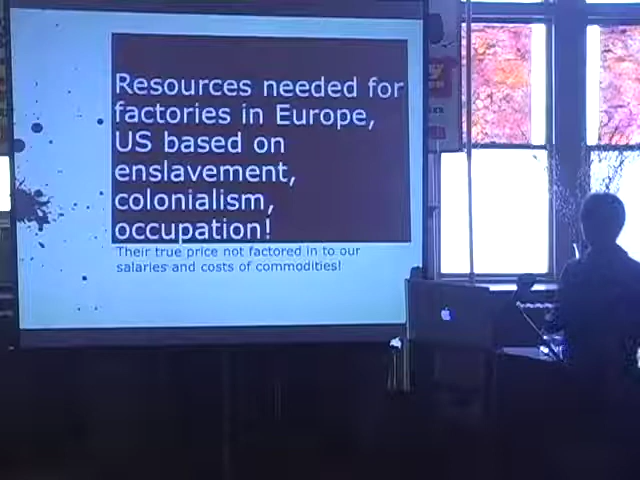 Resources needed for
factories in Europe,
US based on
enslavement,
colonialism,
occupation!
Their true price not factored in to our
salaries and costs of commodities!